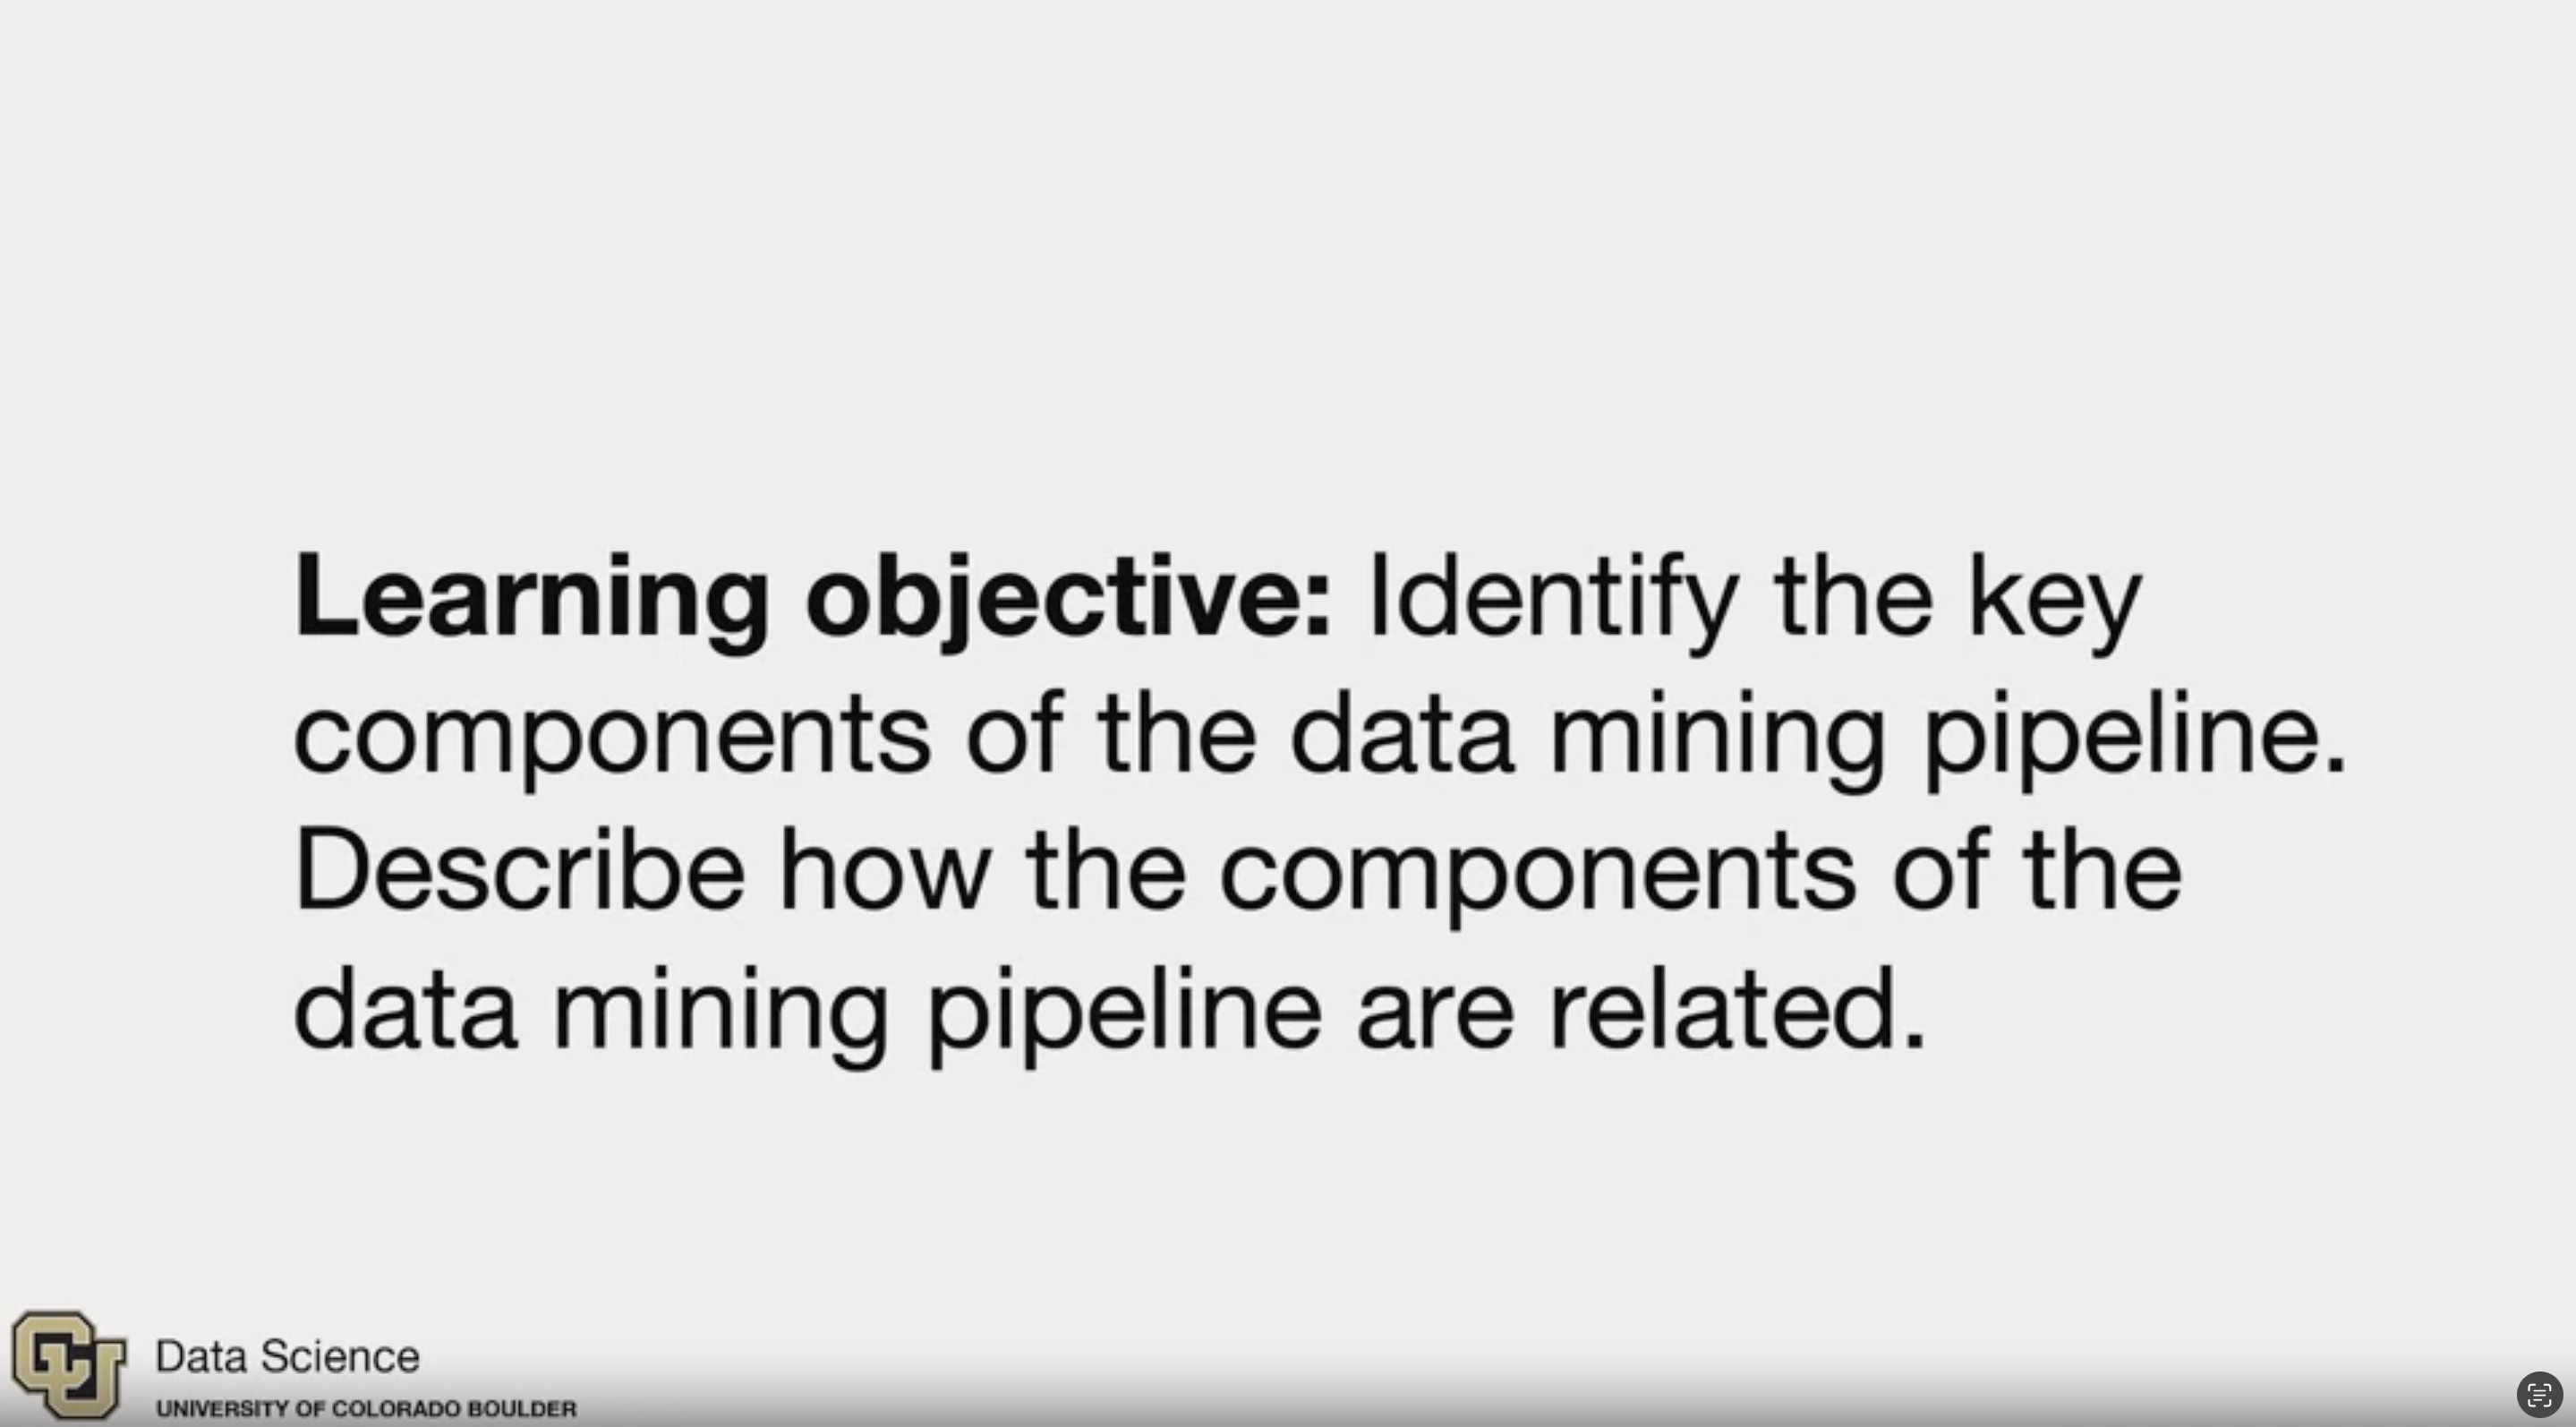 Learning objective: Identify the key
components of the data mining pipeline.
Describe how the components of the
data mining pipeline are related.
CU
Data Science
UNIVERSITY OF COLORADO BOULDER